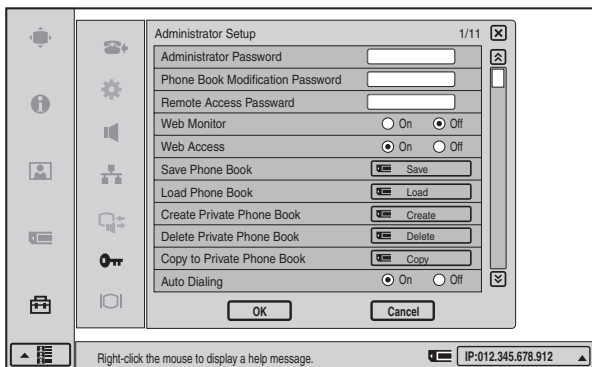 Administrator Setup 1/11
Administrator Password
Phone Book Modification Password
Remote Access Passward
Web Monitor On Off
Web Access On Off
Save Phone Book Save
Load Phone Book Load
Create Private Phone Book Create
Delete Private Phone Book Delete
Copy to Private Phone Book Copy
Auto Dialing On Off
OK Cancel
Right-click the mouse to display a help message. IP:012.345.678.912